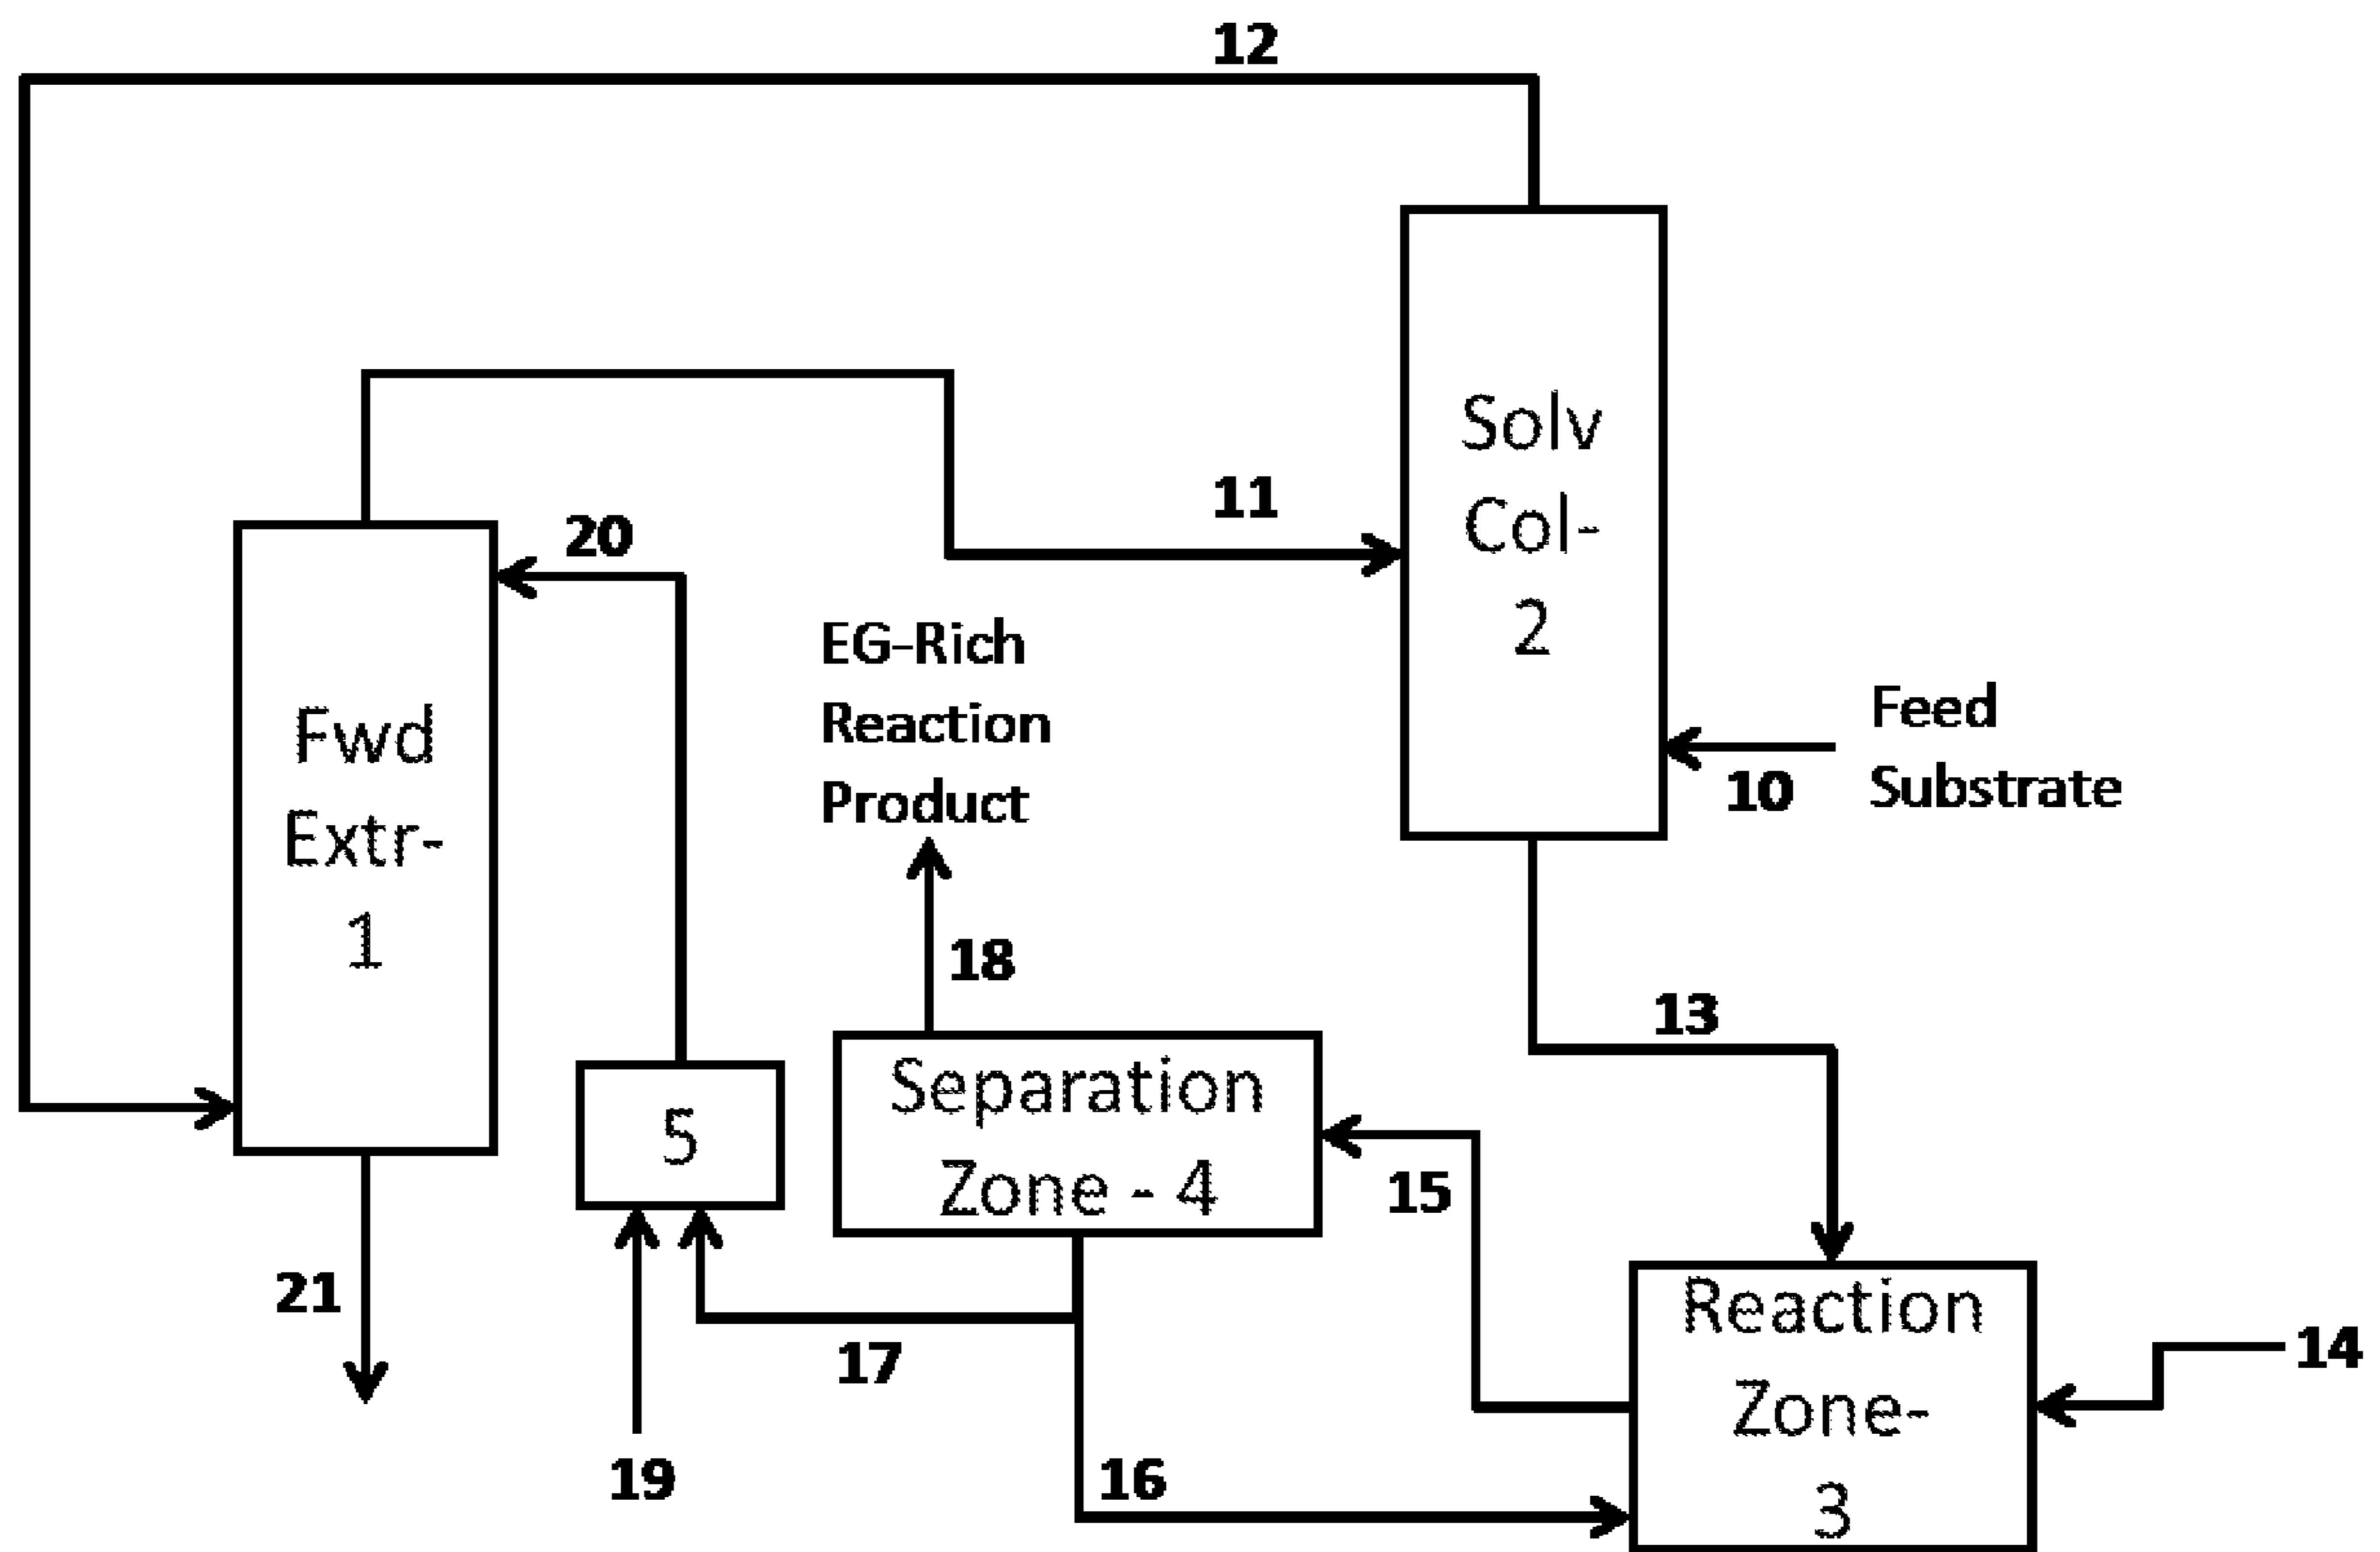 12
Solv
Col-
2
11
20
EG-Rich
Reaction
Product
Feed
Substrate
10
Fwd
Extr-
1
18
13
Separation
Zone - 4
5
15
21
17
Reaction
Zone-
3
14
19
16